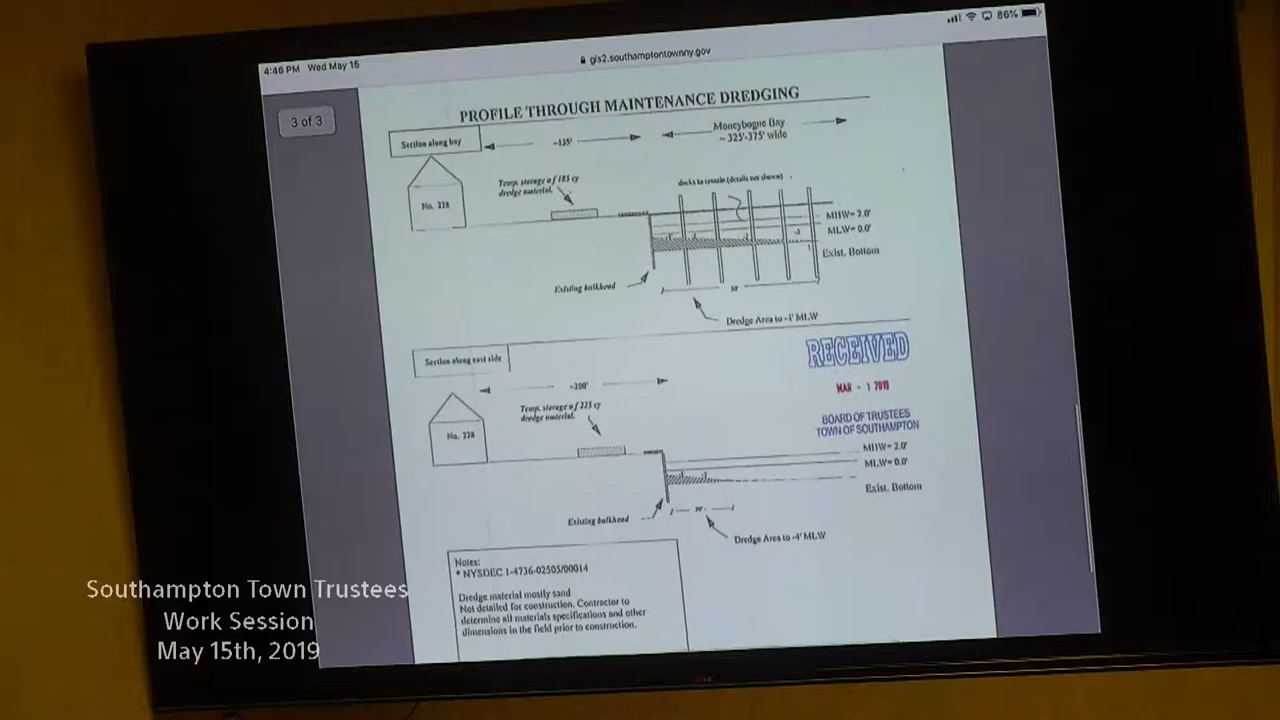 4:46 PM Wed May 15
gis2.southamptontownny.gov
86%
3 of 3
PROFILE THROUGH MAINTENANCE DREDGING
Section along bay
~135'
Moneybogue Bay
~ 325'-375' wide
No. 228
Temp. storage of 185 cy
dredge material.
docks to remain (details not shown)
MHW= 2.0'
MLW= 0.0'
Exist. Bottom
Existing bulkhead
Dredge Area to -4' MLW
Section along east side
RECEIVED
MAR - 1 2019
BOARD OF TRUSTEES
TOWN OF SOUTHAMPTON
~200'
Temp. storage of 225 cy
dredge material.
No. 228
MHW= 2.0'
MLW= 0.0'
Exist. Bottom
Existing bulkhead
Dredge Area to -4' MLW
Notes:
* NYSDEC 1-4736-02505/00014
Dredge material mostly sand
Not detailed for construction, Contractor to
determine all materials specifications and other
dimensions in the field prior to construction.
Southampton Town Trustees
Work Session
May 15th, 2019